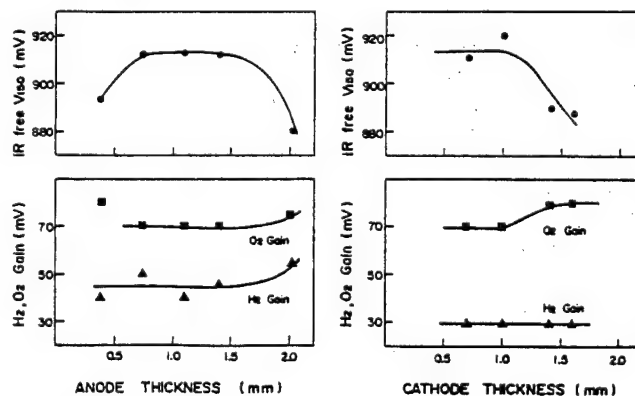 IR free Viso (mV)
920
900
880
H2, O2 Gain (mV)
70
50
30
O2 Gain
H2 Gain
0.5 1.0 1.5 2.0
ANODE THICKNESS (mm)
IR free Viso (mV)
920
900
880
H2, O2 Gain (mV)
70
50
30
O2 Gain
H2 Gain
0.5 1.0 1.5 2.0
CATHODE THICKNESS (mm)